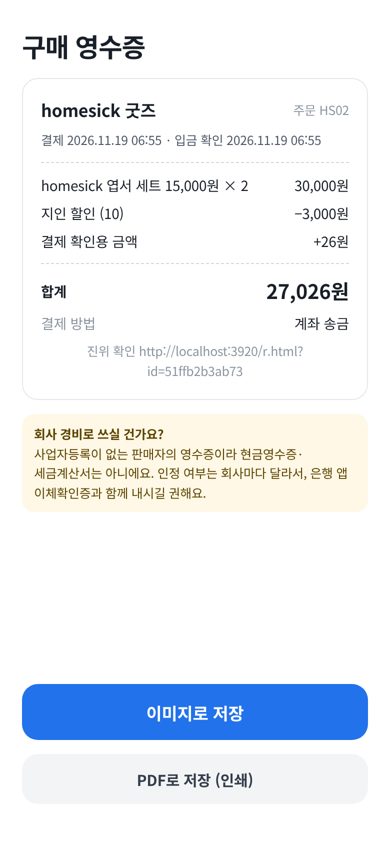 구매 영수증
homesick 굿즈 주문 HS02
결제 2026.11.19 06:55 · 입금 확인 2026.11.19 06:55
homesick 엽서 세트 15,000원 × 2 30,000원
지인 할인 (10) −3,000원
결제 확인용 금액 +26원
합계 27,026원
결제 방법 계좌 송금
진위 확인 http://localhost:3920/r.html?
id=51ffb2b3ab73
회사 경비로 쓰실 건가요?
사업자등록이 없는 판매자의 영수증이라 현금영수증·
세금계산서는 아니에요. 인정 여부는 회사마다 달라서, 은행 앱
이체확인증과 함께 내시길 권해요.
이미지로 저장
PDF로 저장 (인쇄)